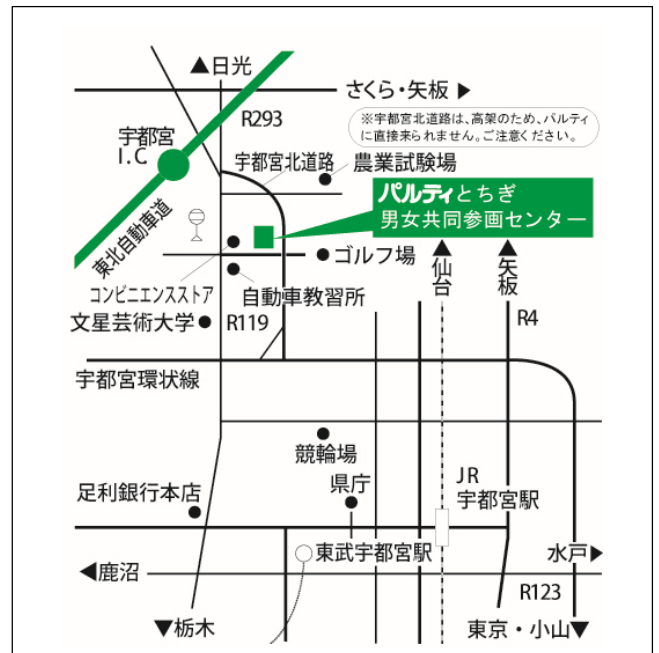 ▲日光
さくら・矢板 ▶
R293
※宇都宮北道路は、高架のため、パルティ
に直接来られません。ご注意ください。
宇都宮
I.C
宇都宮北道路
農業試験場
パルティとちぎ
男女共同参画センター
東北自動車道
ゴルフ場
▲仙台
▲矢板
コンビニエンスストア
自動車教習所
文星芸術大学
R119
R4
宇都宮環状線
競輪場
足利銀行本店
県庁
JR
宇都宮駅
東武宇都宮駅
水戸▶
◀鹿沼
R123
▼栃木
東京・小山▼